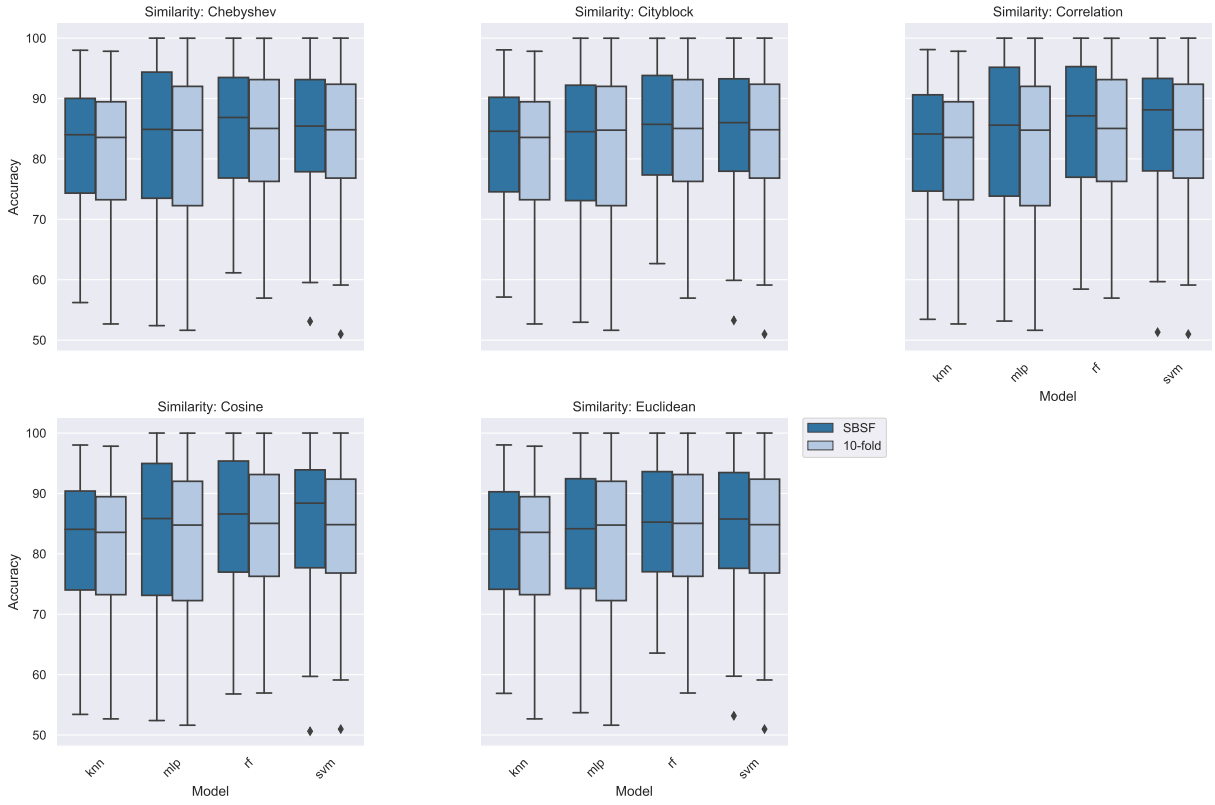 Similarity: Chebyshev
Similarity: Cityblock
Similarity: Correlation
100
90
80
70
60
50
Accuracy
knn
mlp
rf
svm
Model
Similarity: Cosine
Similarity: Euclidean
100
90
80
70
60
50
Accuracy
SBSF
10-fold
knn
mlp
rf
svm
Model
knn
mlp
rf
svm
Model